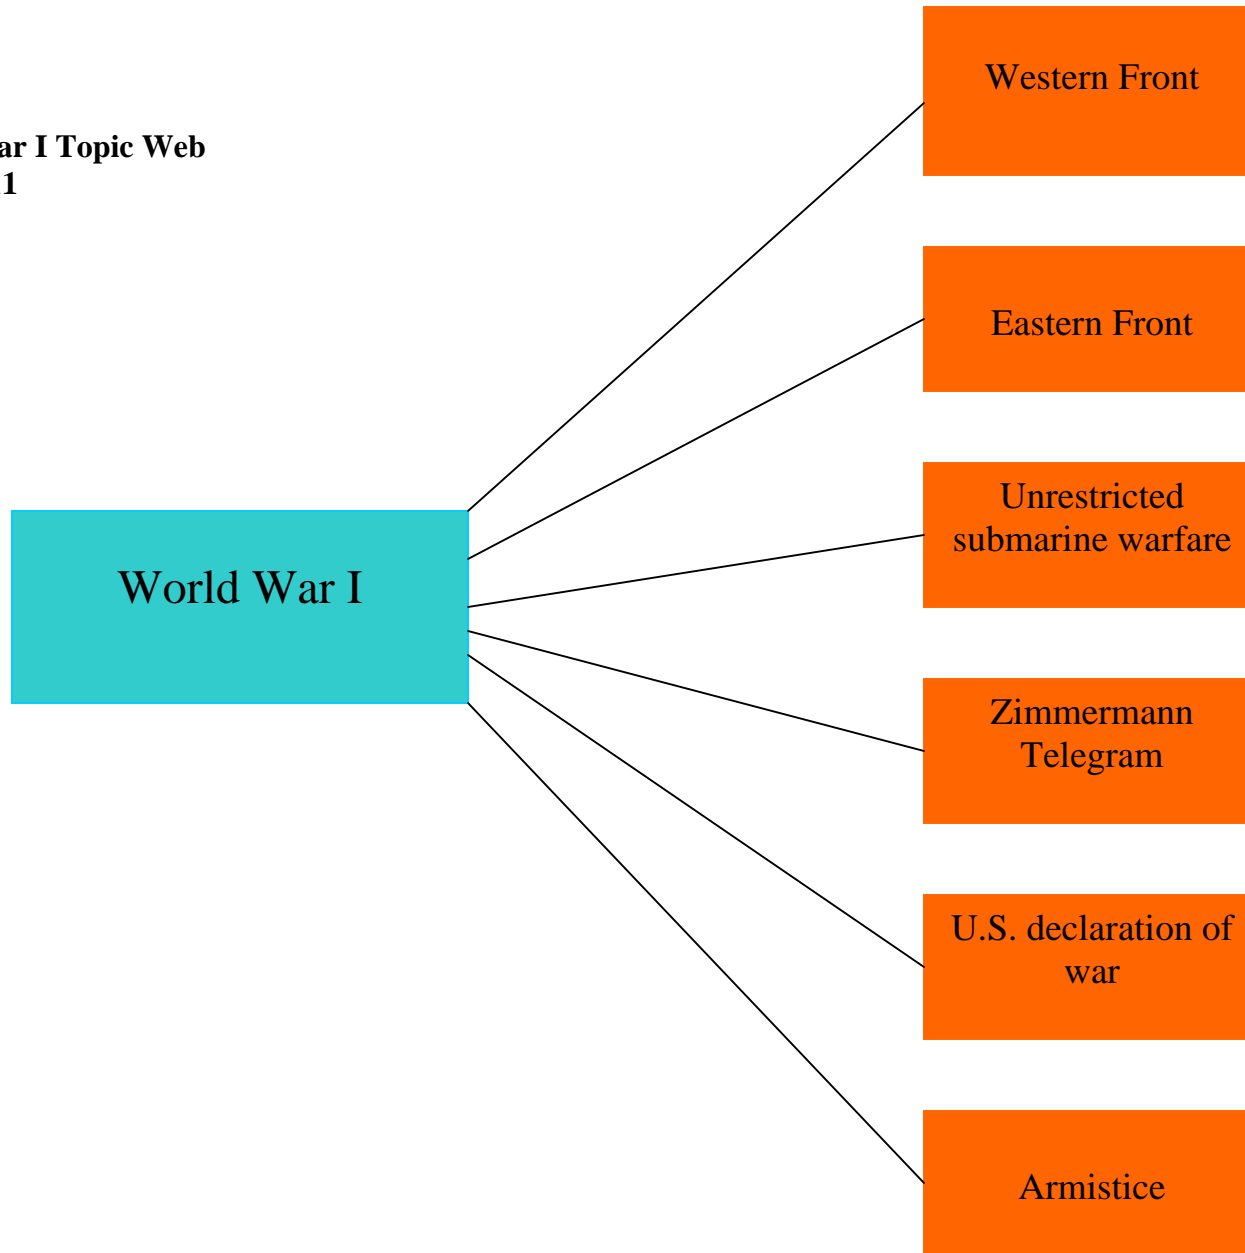 Western Front
ar I Topic Web
1
Eastern Front
Unrestricted
submarine warfare
World War I
Zimmermann
Telegram
U.S. declaration of
war
Armistice